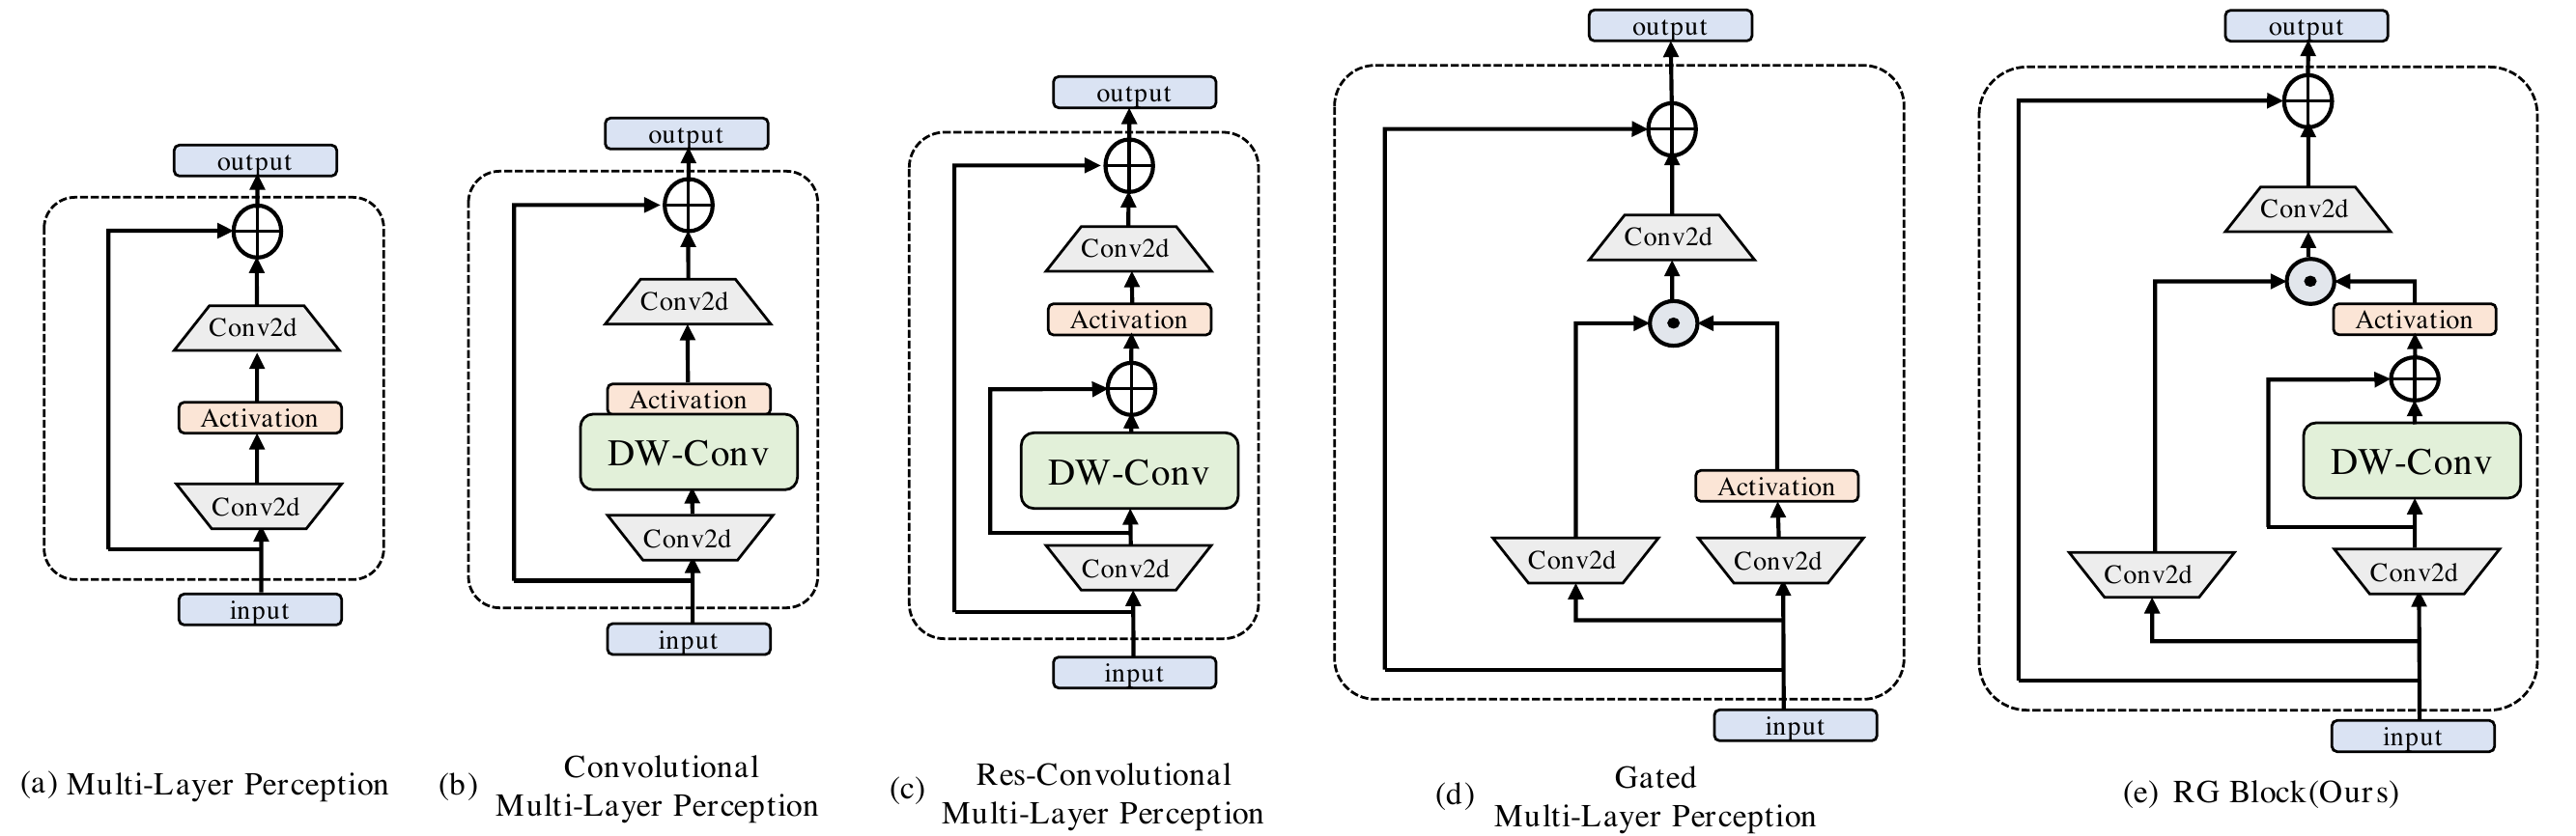 output
Conv2d
Activation
Conv2d
input
(a) Multi-Layer Perception
output
Conv2d
Activation
DW-Conv
Conv2d
input
(b) Convolutional
Multi-Layer Perception
output
Conv2d
Activation
DW-Conv
Conv2d
input
(c) Res-Convolutional
Multi-Layer Perception
output
Conv2d
Activation
Conv2d
Conv2d
input
(d) Gated
Multi-Layer Perception
output
Conv2d
Activation
DW-Conv
Conv2d
Conv2d
input
(e) RG Block(Ours)